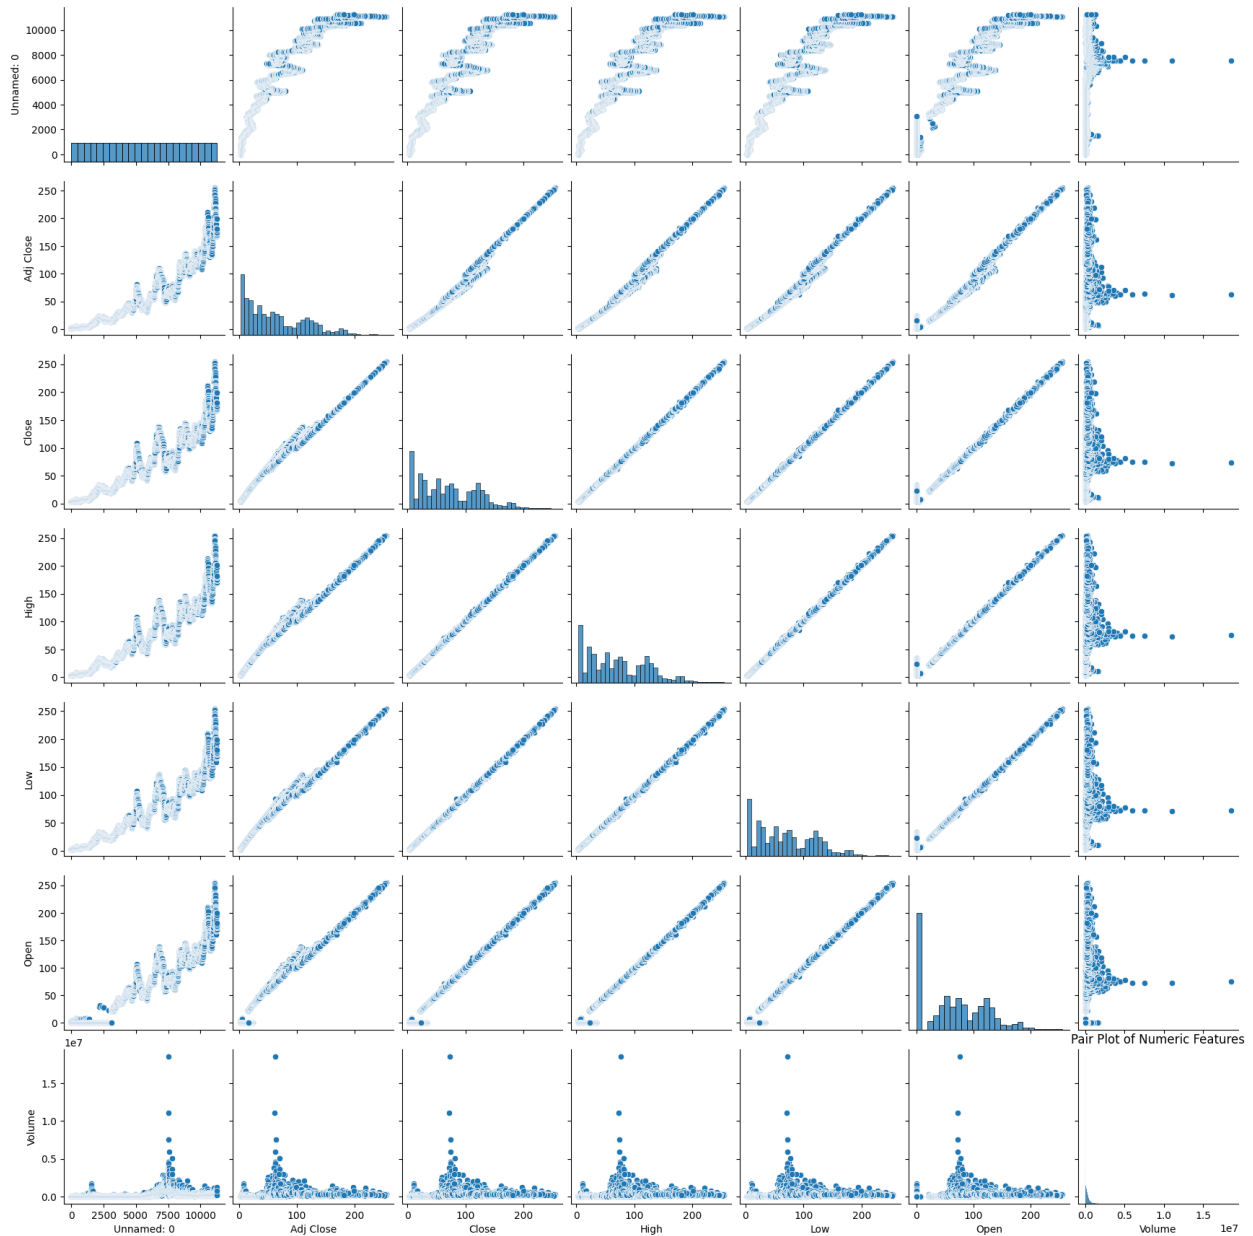 10000
8000
6000
4000
2000
0
Unnamed: 0
0 2500 5000 7500 10000
0 100 200
0 100 200
0 100 200
0 100 200
0 100 200
0.0 0.5 1.0 1.5
1e7
250
200
150
100
50
0
Adj Close
250
200
150
100
50
0
Close
250
200
150
100
50
0
High
250
200
150
100
50
0
Low
250
200
150
100
50
0
Open
1e7
Pair Plot of Numeric Features
1.5
1.0
0.5
0.0
Volume
Unnamed: 0 Adj Close Close High Low Open Volume